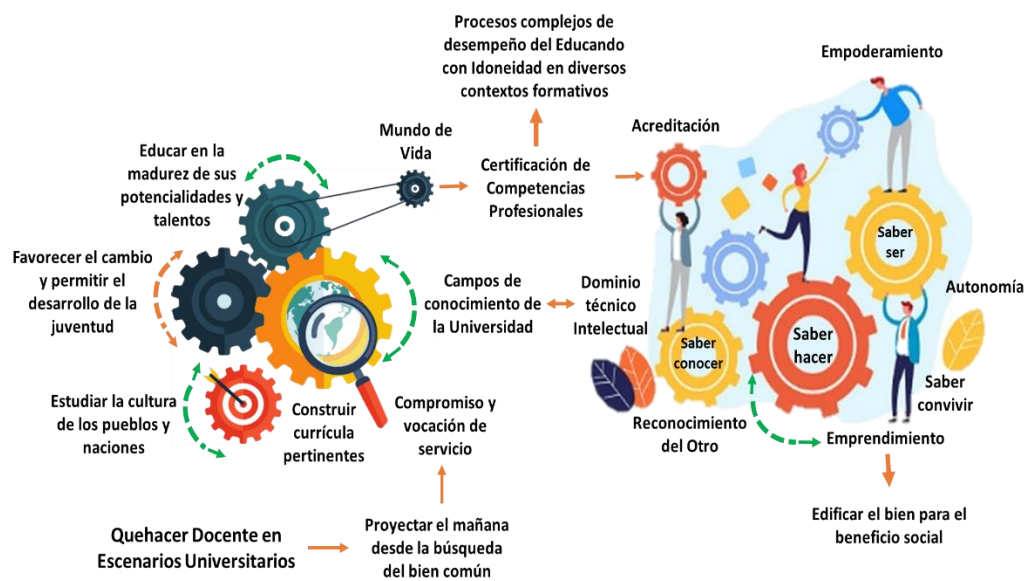 Procesos complejos de
desempeño del Educando
con Idoneidad en diversos
contextos formativos
Empoderamiento
Acreditación
Mundo de
Vida
Educar en la
madurez de sus
potencialidades y
talentos
Certificación de
Competencias
Profesionales
Favorecer el cambio
y permitir el
desarrollo de la
juventud
Campos de
conocimiento de
la Universidad
Dominio
técnico
Intelectual
Saber
ser
Autonomía
Saber
conocer
Saber
hacer
Saber
convivir
Estudiar la cultura
de los pueblos y
naciones
Construir
currícula
pertinentes
Compromiso y
vocación de
servicio
Reconocimiento
del Otro
Emprendimiento
Edificar el bien para el
beneficio social
Quehacer Docente en
Escenarios Universitarios
Proyectar el mañana
desde la búsqueda
del bien común